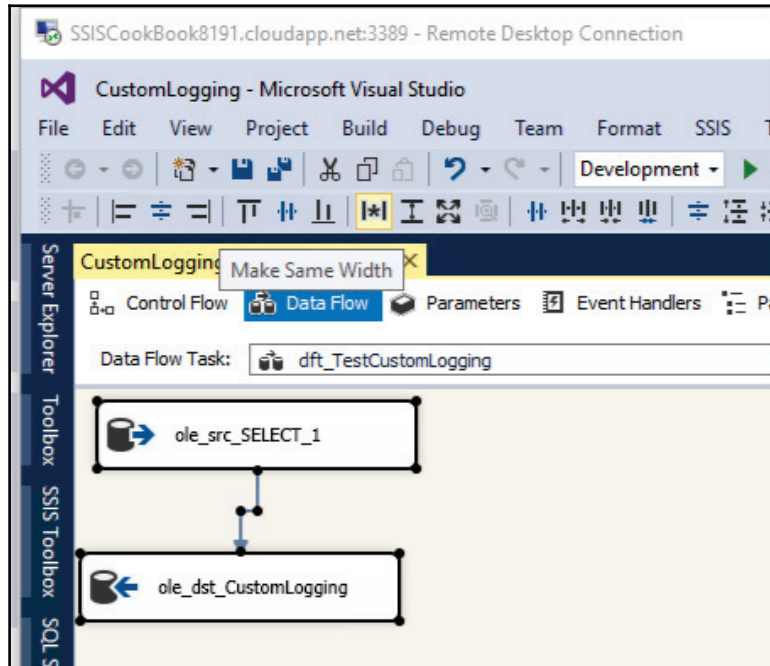 SSISCookBook8191.cloudapp.net:3389 - Remote Desktop Connection
CustomLogging - Microsoft Visual Studio
File Edit View Project Build Debug Team Format SSIS
Development
CustomLogging
Make Same Width
Control Flow Data Flow Parameters Event Handlers
Data Flow Task: dft_TestCustomLogging
Server Explorer
Toolbox
SSIS Toolbox
SQL
ole_src_SELECT_1
ole_dst_CustomLogging